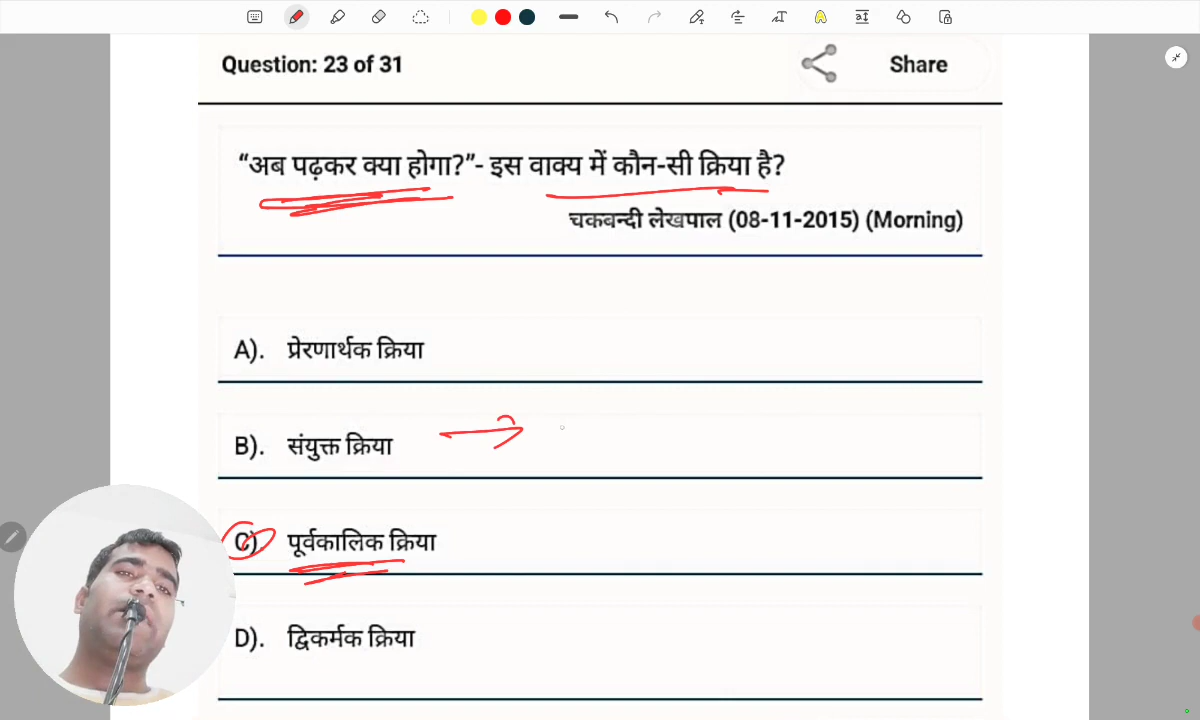 Question: 23 of 31
Share
“अब पढ़कर क्या होगा?”- इस वाक्य में कौन-सी क्रिया है?
चकबन्दी लेखपाल (08-11-2015) (Morning)
A). प्रेरणार्थक क्रिया
B). संयुक्त क्रिया
C). पूर्वकालिक क्रिया
D). द्विकर्मक क्रिया